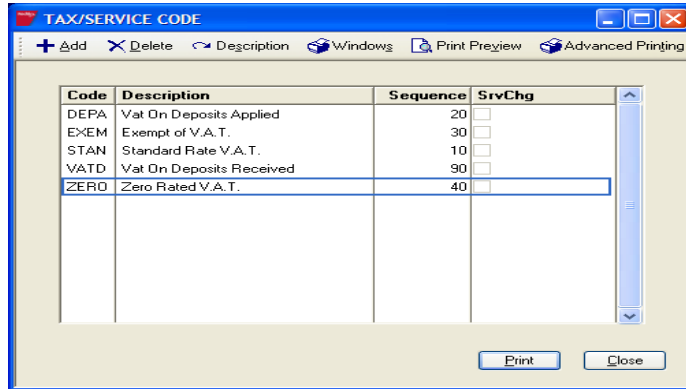 TAX/SERVICE CODE
Add Delete Description Windows Print Preview Advanced Printing
Code Description Sequence SrvChg
DEPA Vat On Deposits Applied 20
EXEM Exempt of V.A.T. 30
STAN Standard Rate V.A.T. 10
VATD Vat On Deposits Received 90
ZERO Zero Rated V.A.T. 40
Print Close